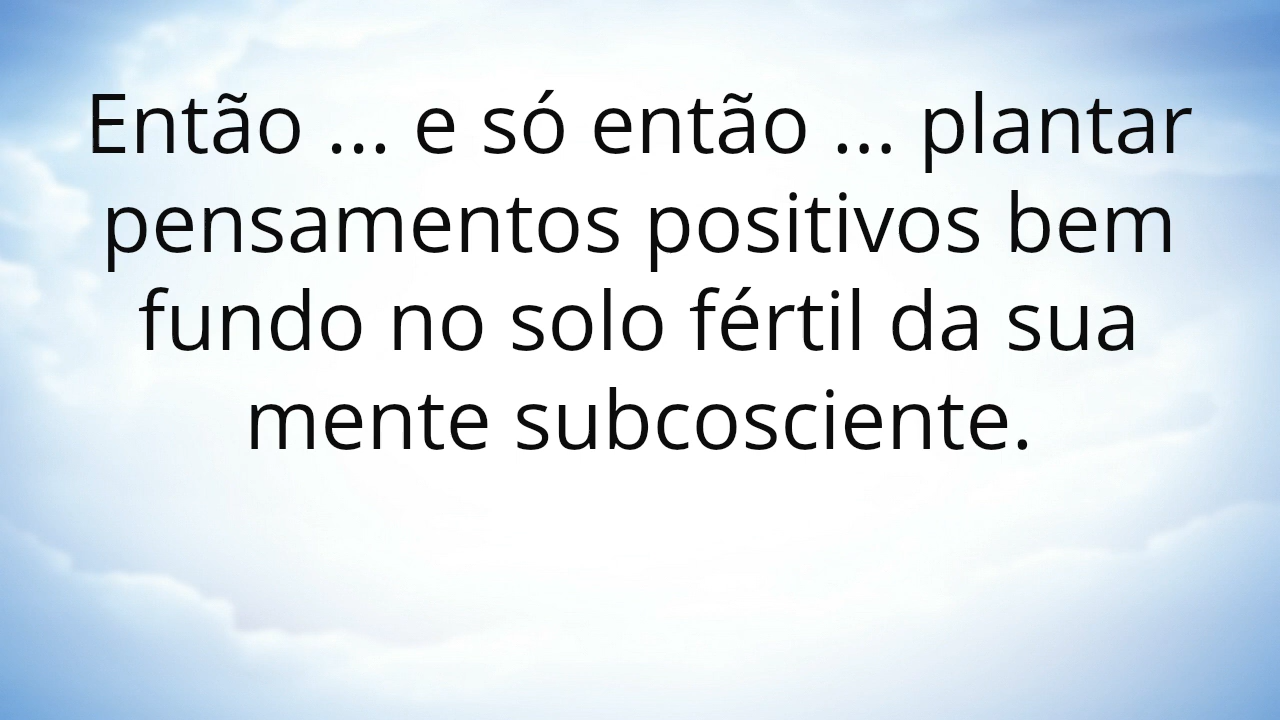 Então ... e só então ... plantar
pensamentos positivos bem
fundo no solo fértil da sua
mente subcosciente.